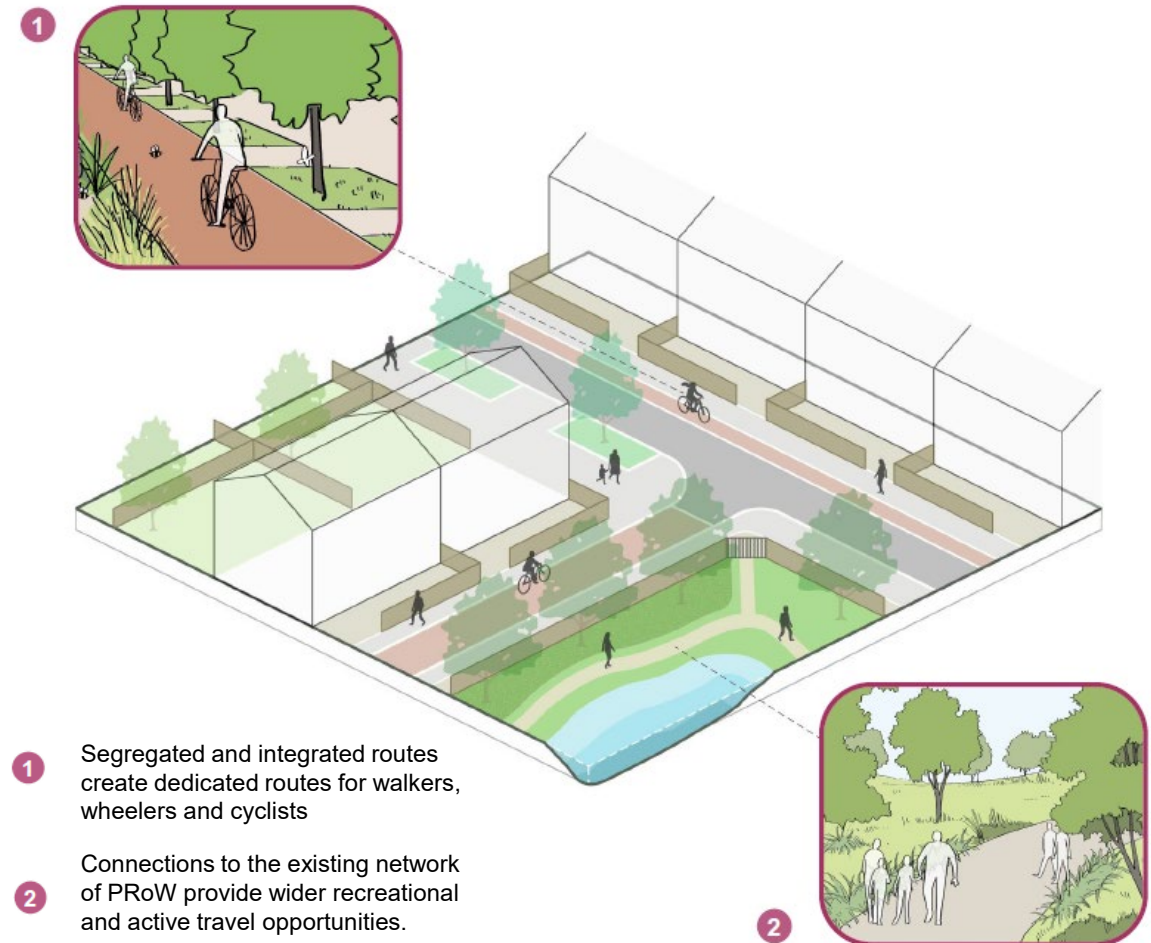 1
1
Segregated and integrated routes
create dedicated routes for walkers,
wheelers and cyclists
2
Connections to the existing network
of PRoW provide wider recreational
and active travel opportunities.
2